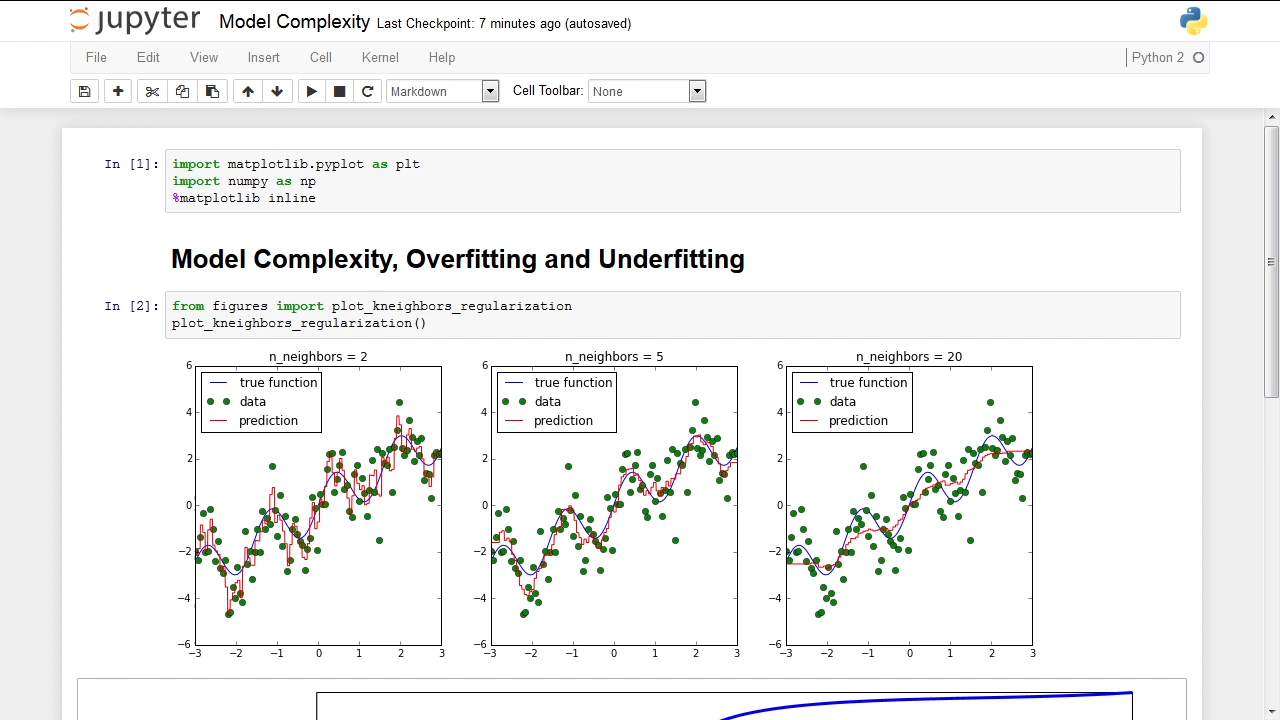 jupyter Model Complexity Last Checkpoint: 7 minutes ago (autosaved)
File Edit View Insert Cell Kernel Help Python 2
Markdown Cell Toolbar: None
In [1]: import matplotlib.pyplot as plt
import numpy as np
%matplotlib inline
Model Complexity, Overfitting and Underfitting
In [2]: from figures import plot_kneighbors_regularization
plot_kneighbors_regularization()
n_neighbors = 2
6
4
2
0
−2
−4
−6
true function
data
prediction
−3 −2 −1 0 1 2 3
n_neighbors = 5
6
4
2
0
−2
−4
−6
true function
data
prediction
−3 −2 −1 0 1 2 3
n_neighbors = 20
6
4
2
0
−2
−4
−6
true function
data
prediction
−3 −2 −1 0 1 2 3